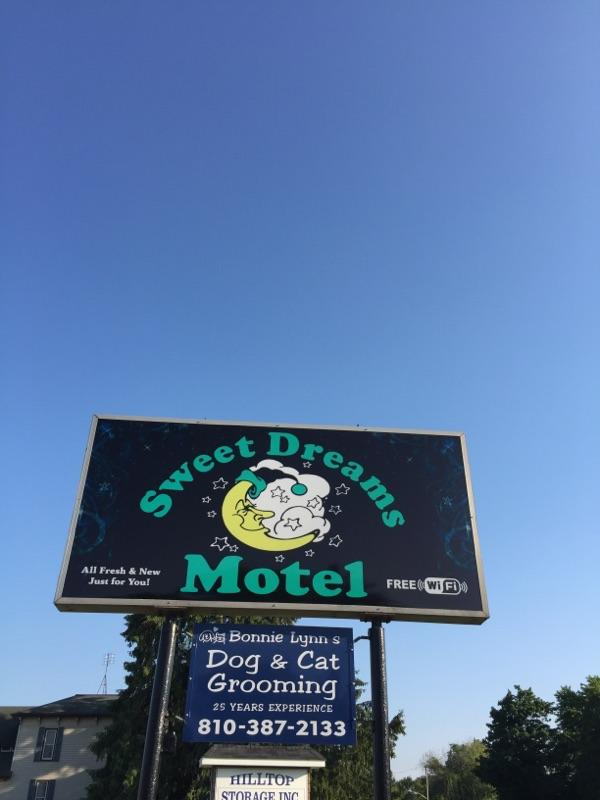 Sweet Dreams
Motel
All Fresh & New
Just for You!
FREE WiFi
Bonnie Lynn's
Dog & Cat
Grooming
25 YEARS EXPERIENCE
810-387-2133
HILLTOP
STORAGE INC